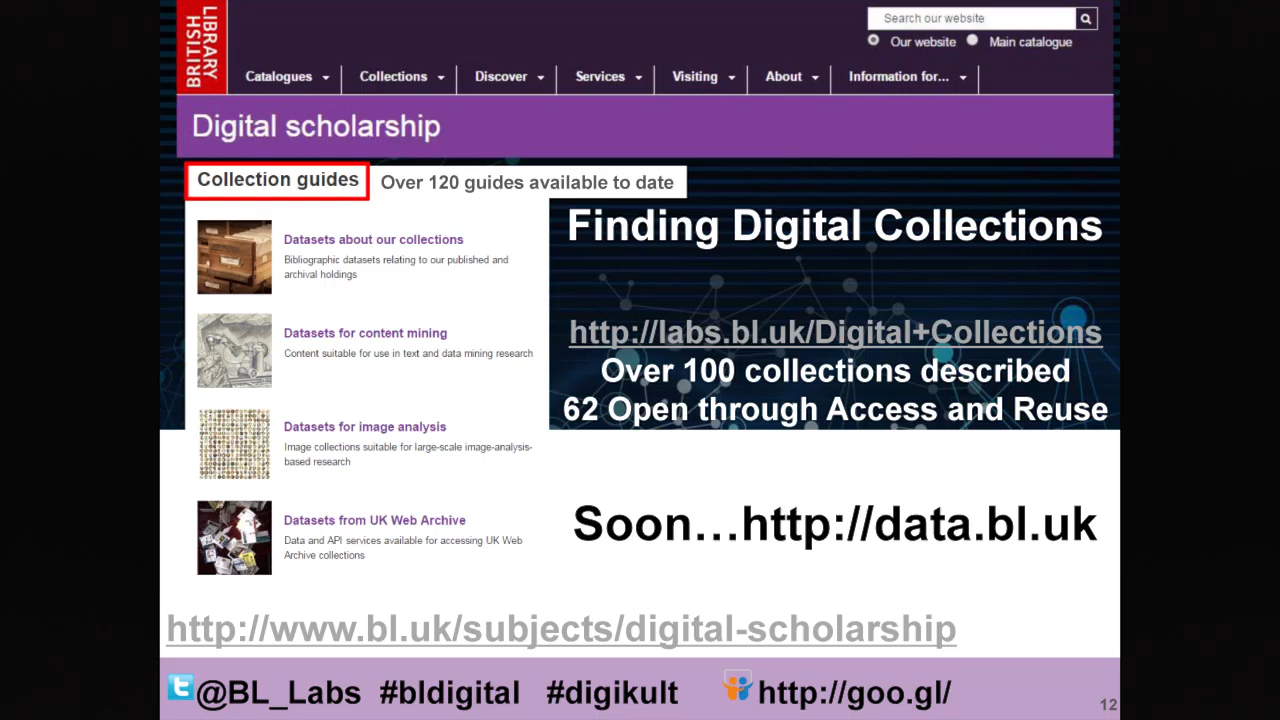 LIBRARY
BRITISH
Search our website
Our website Main catalogue
Catalogues Collections Discover Services Visiting About Information for...
Digital scholarship
Collection guides Over 120 guides available to date
Datasets about our collections
Bibliographic datasets relating to our published and
archival holdings
Datasets for content mining
Content suitable for use in text and data mining research
Datasets for image analysis
Image collections suitable for large-scale image-analysis-
based research
Datasets from UK Web Archive
Data and API services available for accessing UK Web
Archive collections
Finding Digital Collections
http://labs.bl.uk/Digital+Collections
Over 100 collections described
62 Open through Access and Reuse
Soon…http://data.bl.uk
http://www.bl.uk/subjects/digital-scholarship
@BL_Labs #bldigital #digikult http://goo.gl/
12